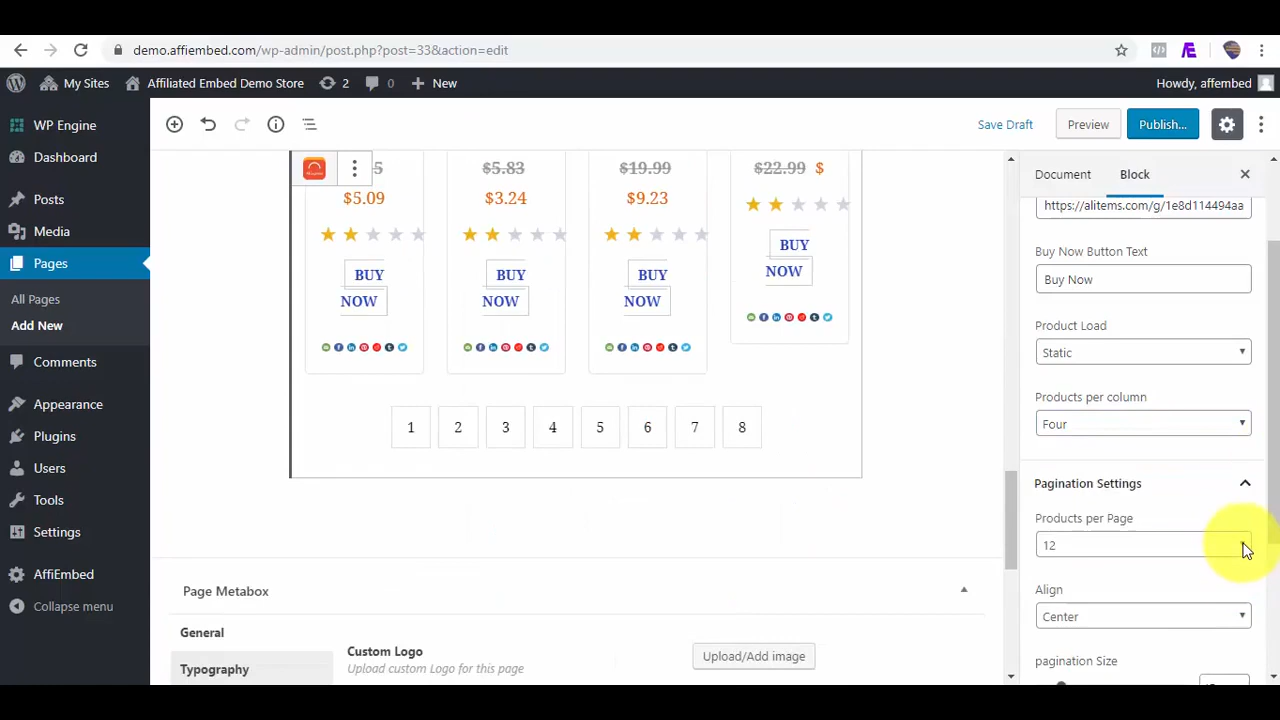 demo.affiembed.com/wp-admin/post.php?post=33&action=edit
My Sites
Affiliated Embed Demo Store
2
0
New
Howdy, affembed
WP Engine
Dashboard
Posts
Media
Pages
All Pages
Add New
Comments
Appearance
Plugins
Users
Tools
Settings
AffiEmbed
Collapse menu
Save Draft
Preview
Publish...
$5.83
$19.99
$22.99 $
$5.09
$3.24
$9.23
BUY NOW
BUY NOW
BUY NOW
BUY NOW
1 2 3 4 5 6 7 8
Page Metabox
General
Typography
Custom Logo
Upload custom Logo for this page
Upload/Add image
Document
Block
https://alitems.com/g/1e8d114494aa
Buy Now Button Text
Buy Now
Product Load
Static
Products per column
Four
Pagination Settings
Products per Page
12
Align
Center
pagination Size